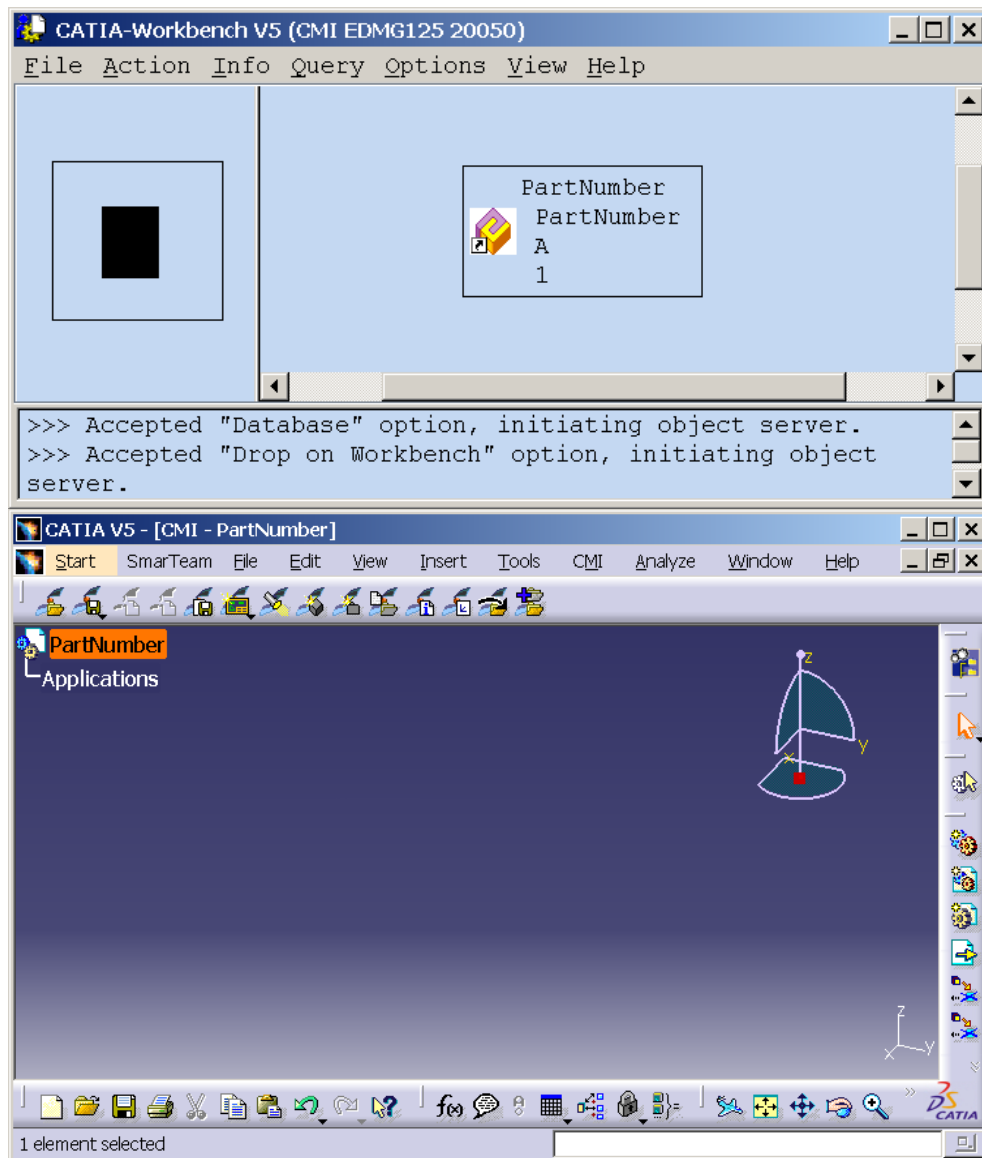 CATIA-Workbench V5 (CMI EDMG125 20050)
File Action Info Query Options View Help
PartNumber
PartNumber
A
1
>>> Accepted "Database" option, initiating object server.
>>> Accepted "Drop on Workbench" option, initiating object
server.
CATIA V5 - [CMI - PartNumber]
Start SmarTeam File Edit View Insert Tools CMI Analyze Window Help
PartNumber
Applications
z
y
x
z
y
x
f(x)
CATIA
1 element selected